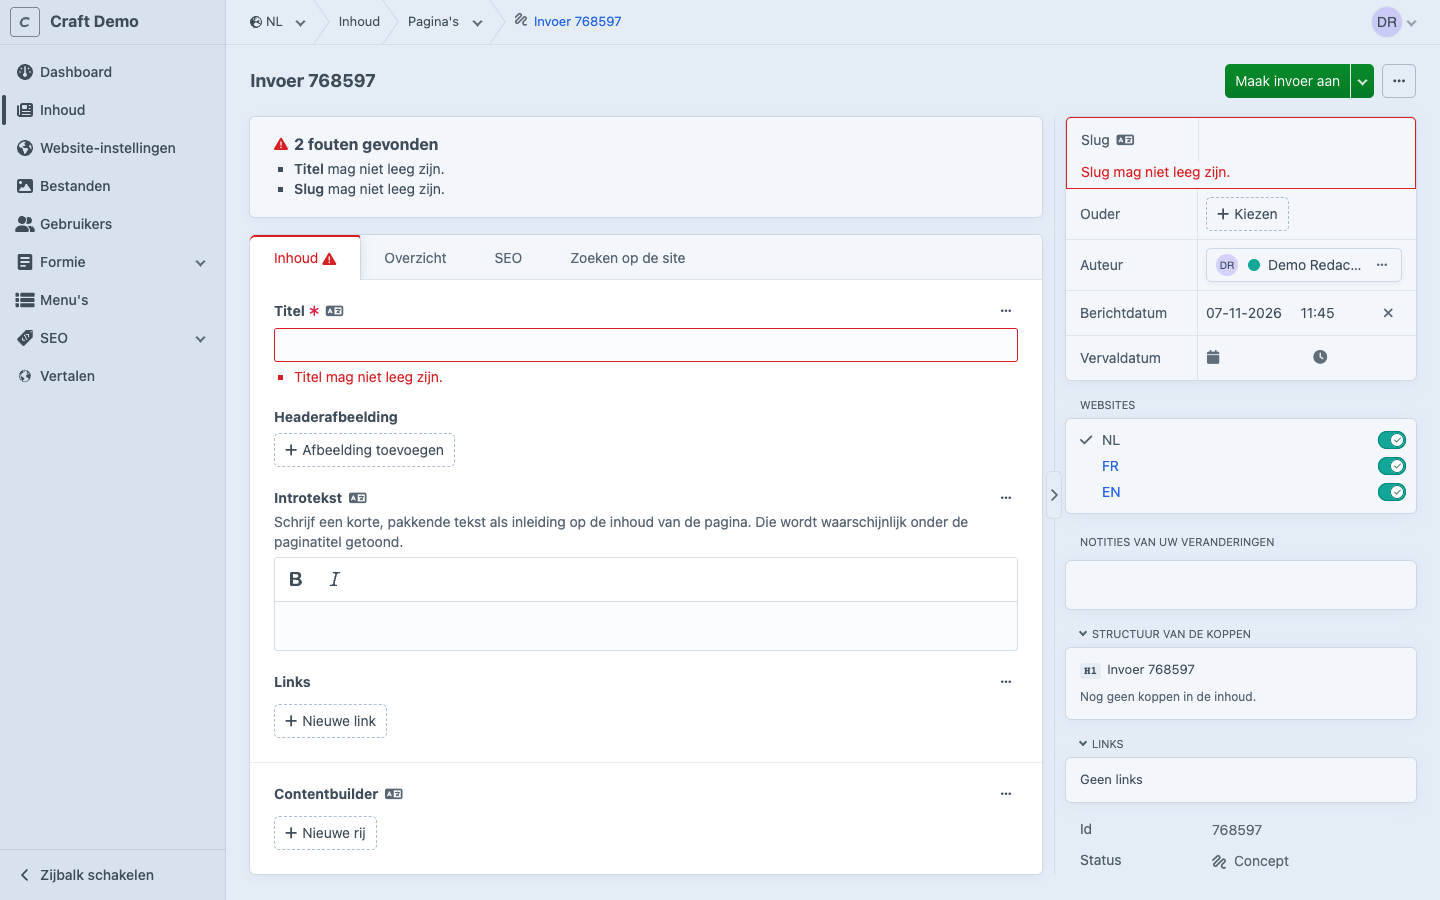 C Craft Demo
NL
Inhoud
Pagina's
Invoer 768597
DR
Dashboard
Inhoud
Website-instellingen
Bestanden
Gebruikers
Formie
Menu's
SEO
Vertalen
Zijbalk schakelen
Invoer 768597
Maak invoer aan
2 fouten gevonden
Titel mag niet leeg zijn.
Slug mag niet leeg zijn.
Inhoud
Overzicht
SEO
Zoeken op de site
Titel
Titel mag niet leeg zijn.
Headerafbeelding
Afbeelding toevoegen
Introtekst
Schrijf een korte, pakkende tekst als inleiding op de inhoud van de pagina. Die wordt waarschijnlijk onder de
paginatitel getoond.
B I
Links
Nieuwe link
Contentbuilder
Nieuwe rij
Slug
Slug mag niet leeg zijn.
Ouder
Kiezen
Auteur
DR Demo Redac...
Berichtdatum
07-11-2026
11:45
Vervaldatum
WEBSITES
NL
FR
EN
NOTITIES VAN UW VERANDERINGEN
STRUCTUUR VAN DE KOPPEN
H1 Invoer 768597
Nog geen koppen in de inhoud.
LINKS
Geen links
Id
768597
Status
Concept